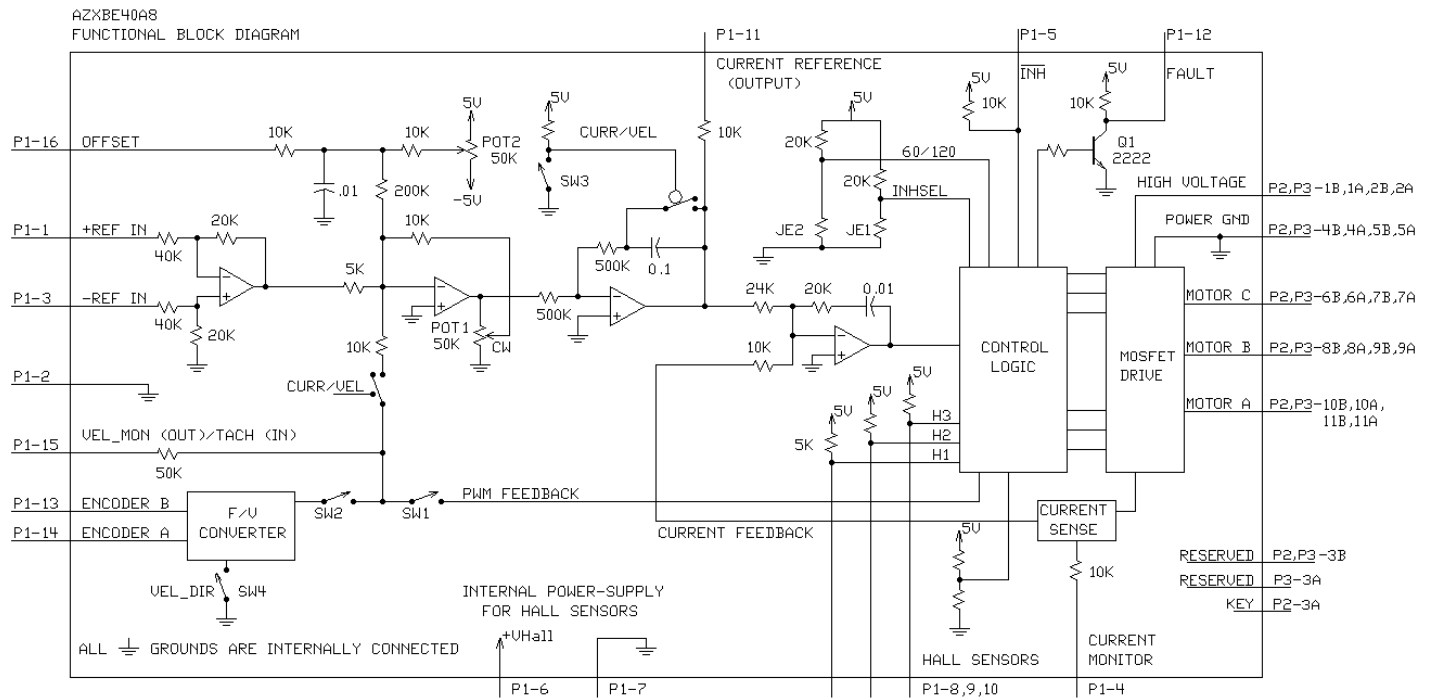 AZXBE40A8
FUNCTIONAL BLOCK DIAGRAM
P1-11
P1-5
P1-12
CURRENT REFERENCE
(OUTPUT)
INH
FAULT
5V
10K
5V
10K
Q1
2222
P1-16 OFFSET
10K
10K
5V
POT2
50K
-5V
.01
200K
5V
CURR/VEL
SW3
10K
5V
20K
60/120
20K
INHSEL
JE2
JE1
HIGH VOLTAGE P2,P3-1B,1A,2B,2A
POWER GND P2,P3-4B,4A,5B,5A
P1-1 +REF IN
40K
20K
10K
500K
0.1
P1-3 -REF IN
40K
20K
5K
POT1
50K
CW
500K
24K
20K
0.01
10K
CONTROL
LOGIC
MOSFET
DRIVE
MOTOR C P2,P3-6B,6A,7B,7A
MOTOR B P2,P3-8B,8A,9B,9A
MOTOR A P2,P3-10B,10A,
11B,11A
P1-2
10K
CURR/VEL
5V
5V
5V
5K
H3
H2
H1
P1-15 VEL_MON (OUT)/TACH (IN)
50K
P1-13 ENCODER B
P1-14 ENCODER A
F/V
CONVERTER
SW2
SW1
PWM FEEDBACK
CURRENT FEEDBACK
CURRENT
SENSE
5V
10K
RESERVED P2,P3-3B
RESERVED P3-3A
KEY P2-3A
VEL_DIR
SW4
INTERNAL POWER-SUPPLY
FOR HALL SENSORS
+VHall
ALL GROUNDS ARE INTERNALLY CONNECTED
HALL SENSORS
CURRENT
MONITOR
P1-6
P1-7
P1-8,9,10
P1-4